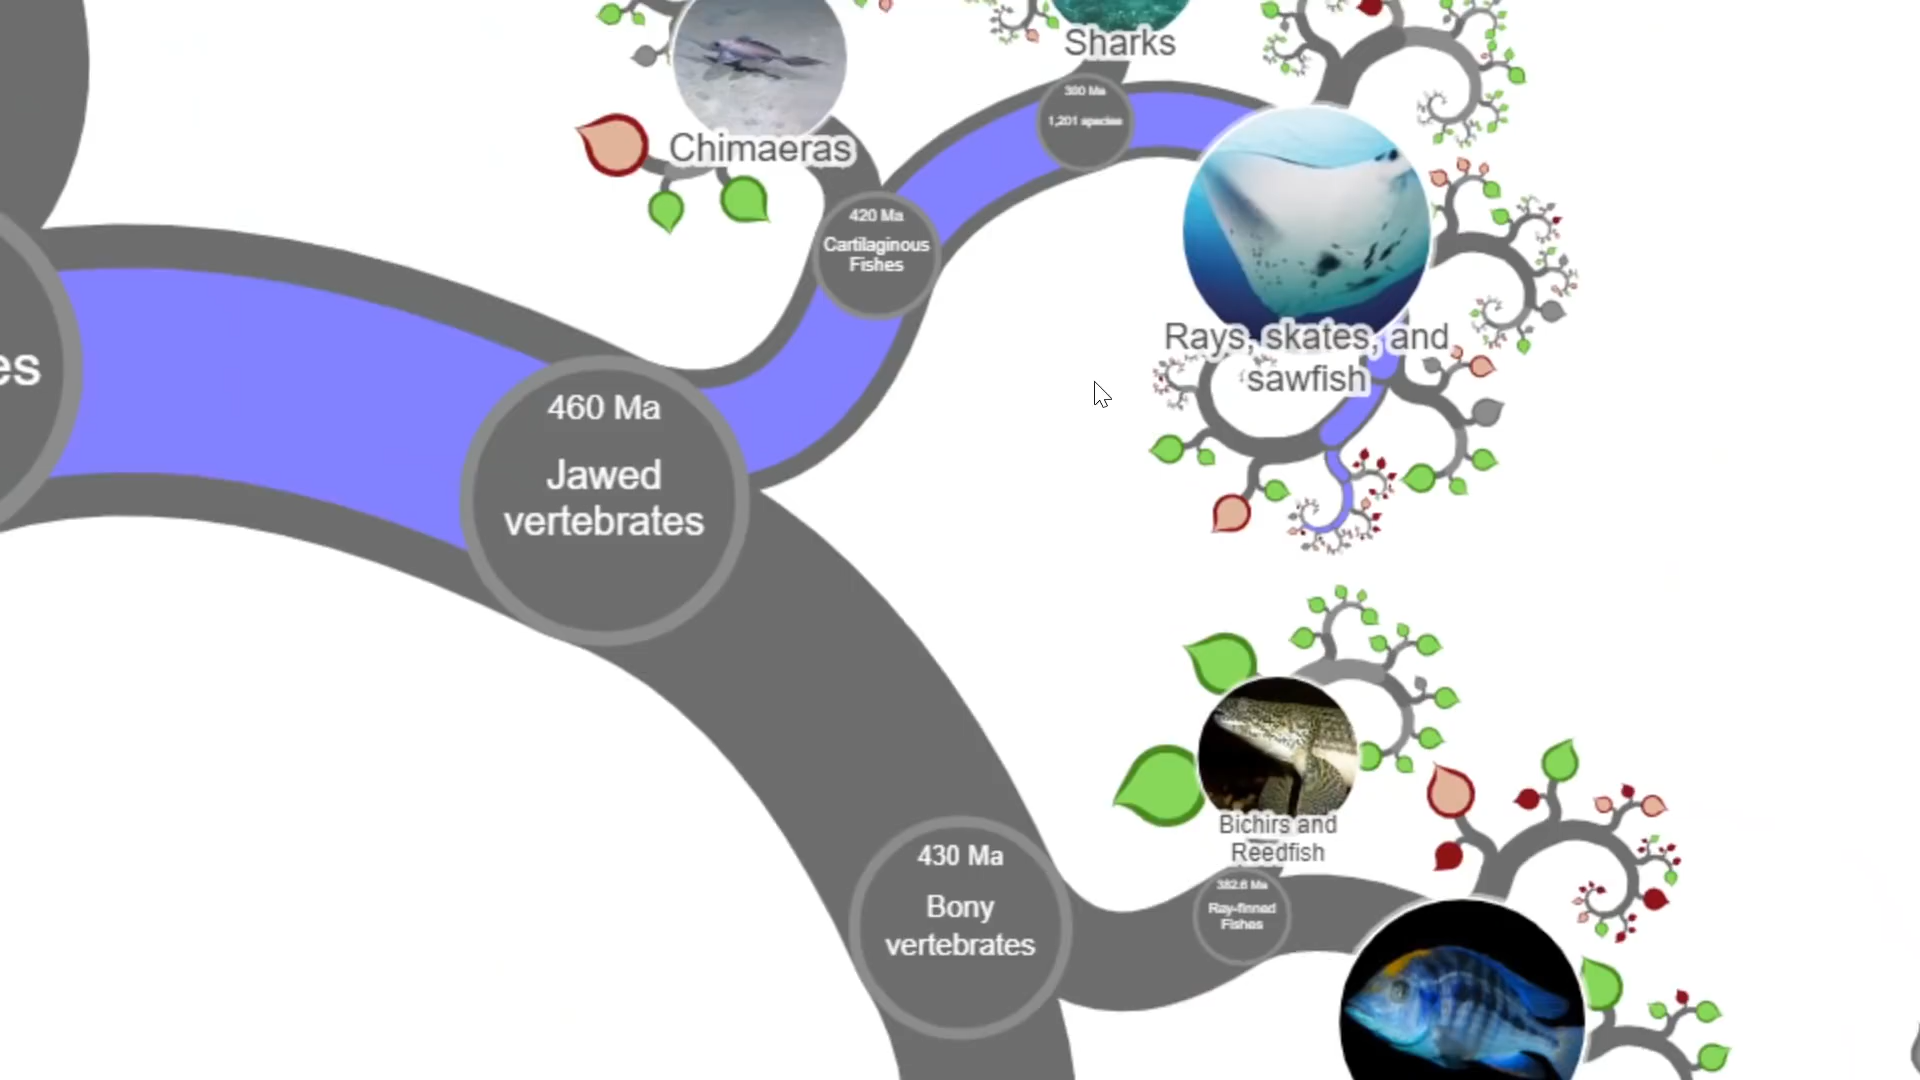 Sharks
380 Ma
1,201 species
Chimaeras
420 Ma
Cartilaginous
Fishes
Rays, skates, and
sawfish
es
460 Ma
Jawed
vertebrates
Bichirs and
Reedfish
430 Ma
Bony
vertebrates
382.6 Ma
Ray-finned
Fishes